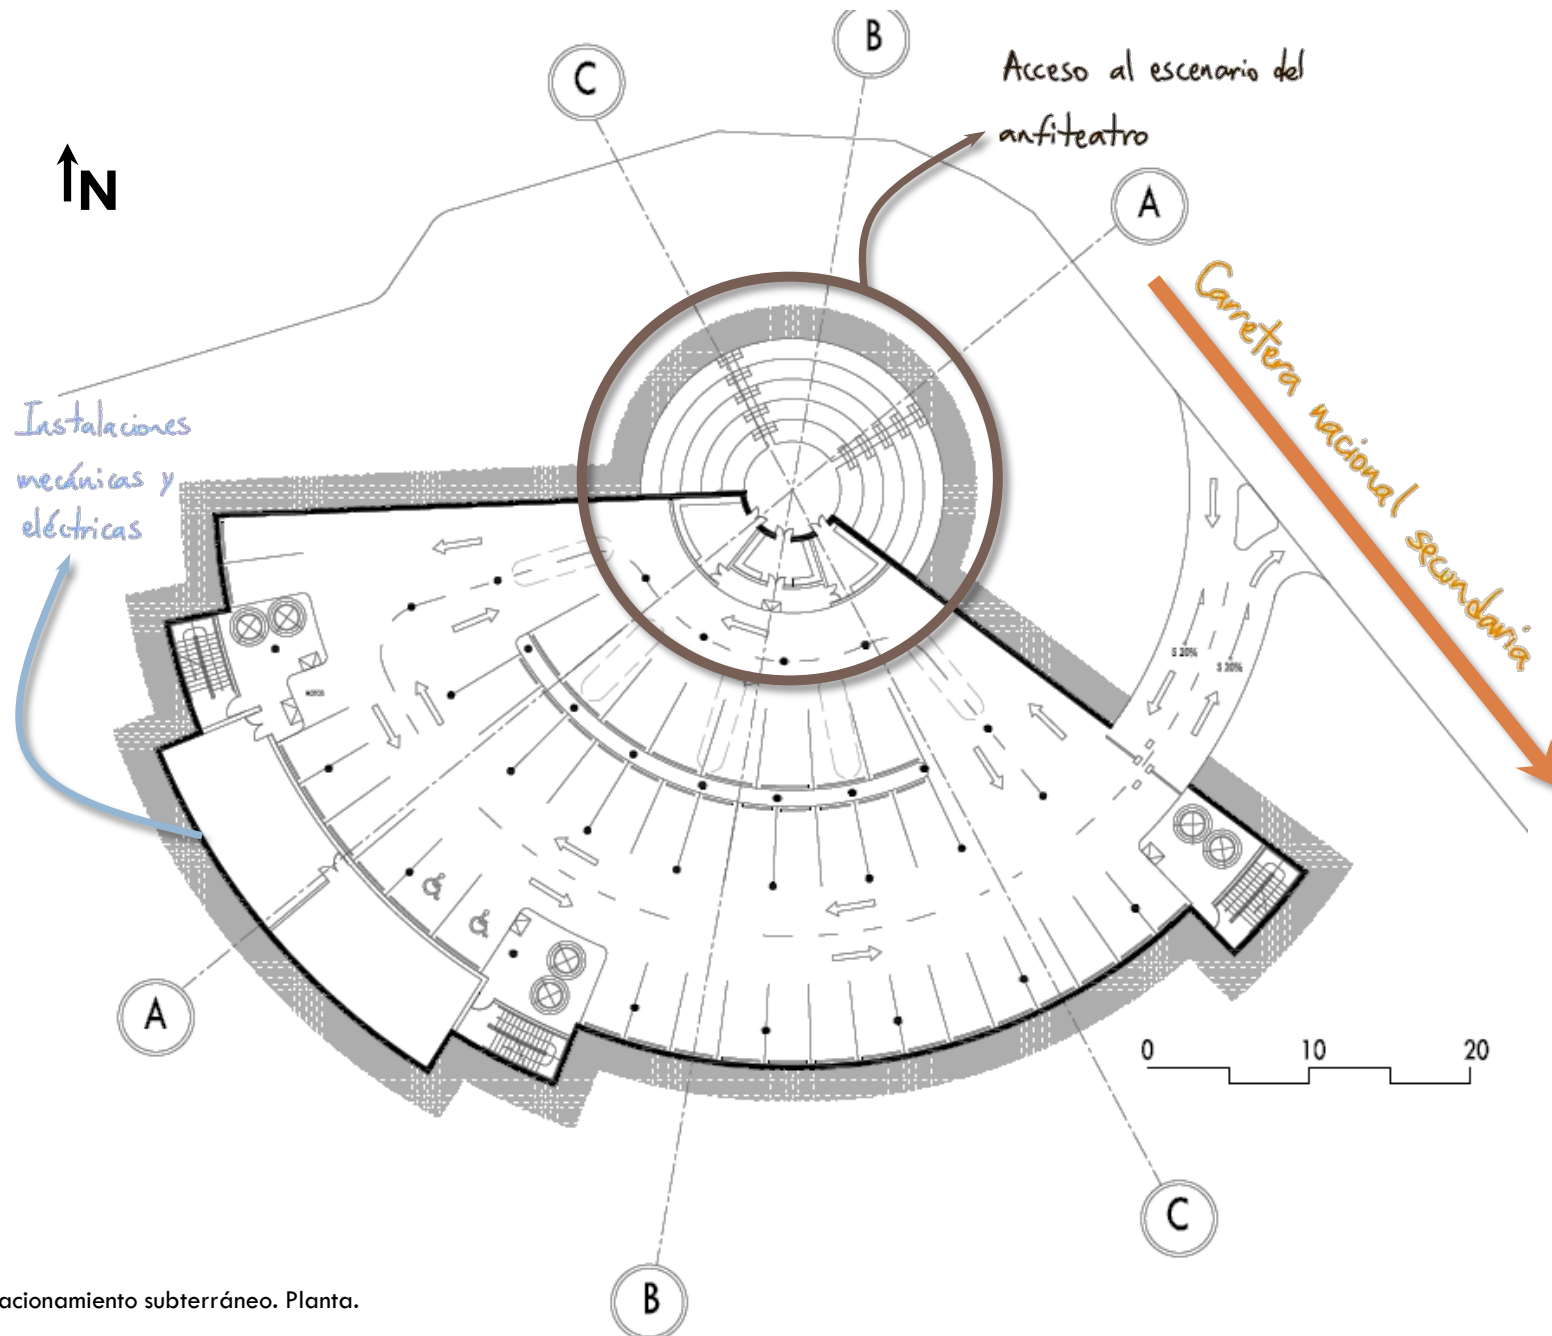 C
B
Acceso al escenario del
anfiteatro
N
A
Carretera nacional secundaria
Instalaciones
mecánicas y
eléctricas
S 20%
S 20%
MOTOS
A
0 10 20
C
B
acionamiento subterráneo. Planta.